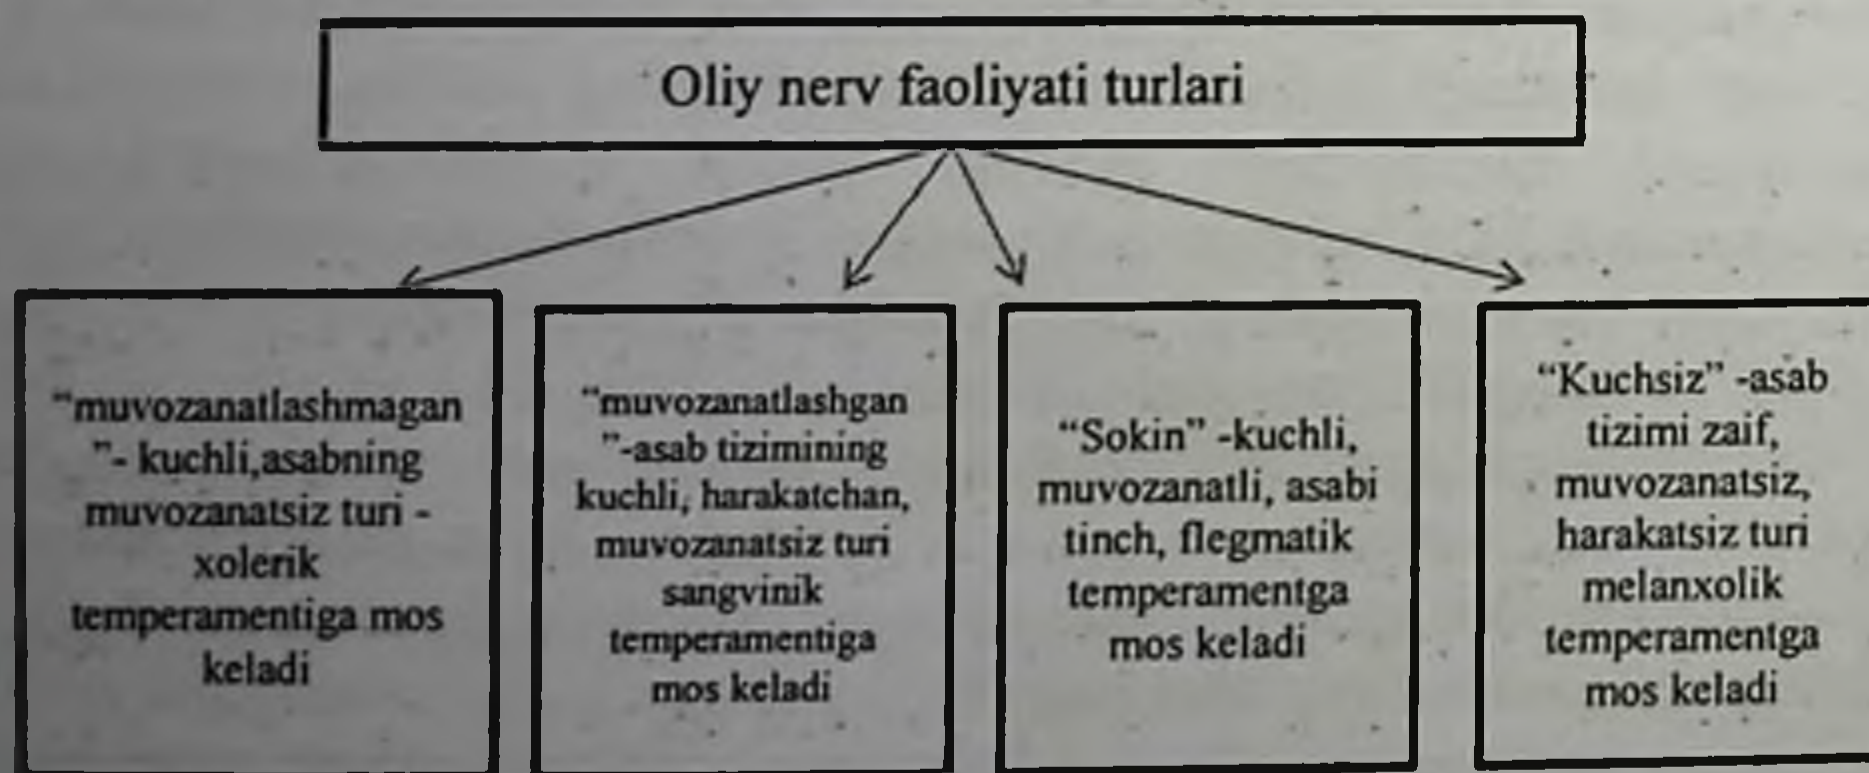 Oliy nerv faoliyati turlari
“muvozanatlashmagan
”- kuchli,asabning
muvozanatsiz turi -
xolerik
temperamentiga mos
keladi
“muvozanatlashgan
”-asab tizimining
kuchli, harakatchan,
muvozanatsiz turi
sangvinik
temperamentiga
mos keladi
“Sokin” -kuchli,
muvozanatli, asabi
tinch, flegmatik
temperamentga
mos keladi
“Kuchsiz” -asab
tizimi zaif,
muvozanatsiz,
harakatsiz turi
melanxolik
temperamentga
mos keladi